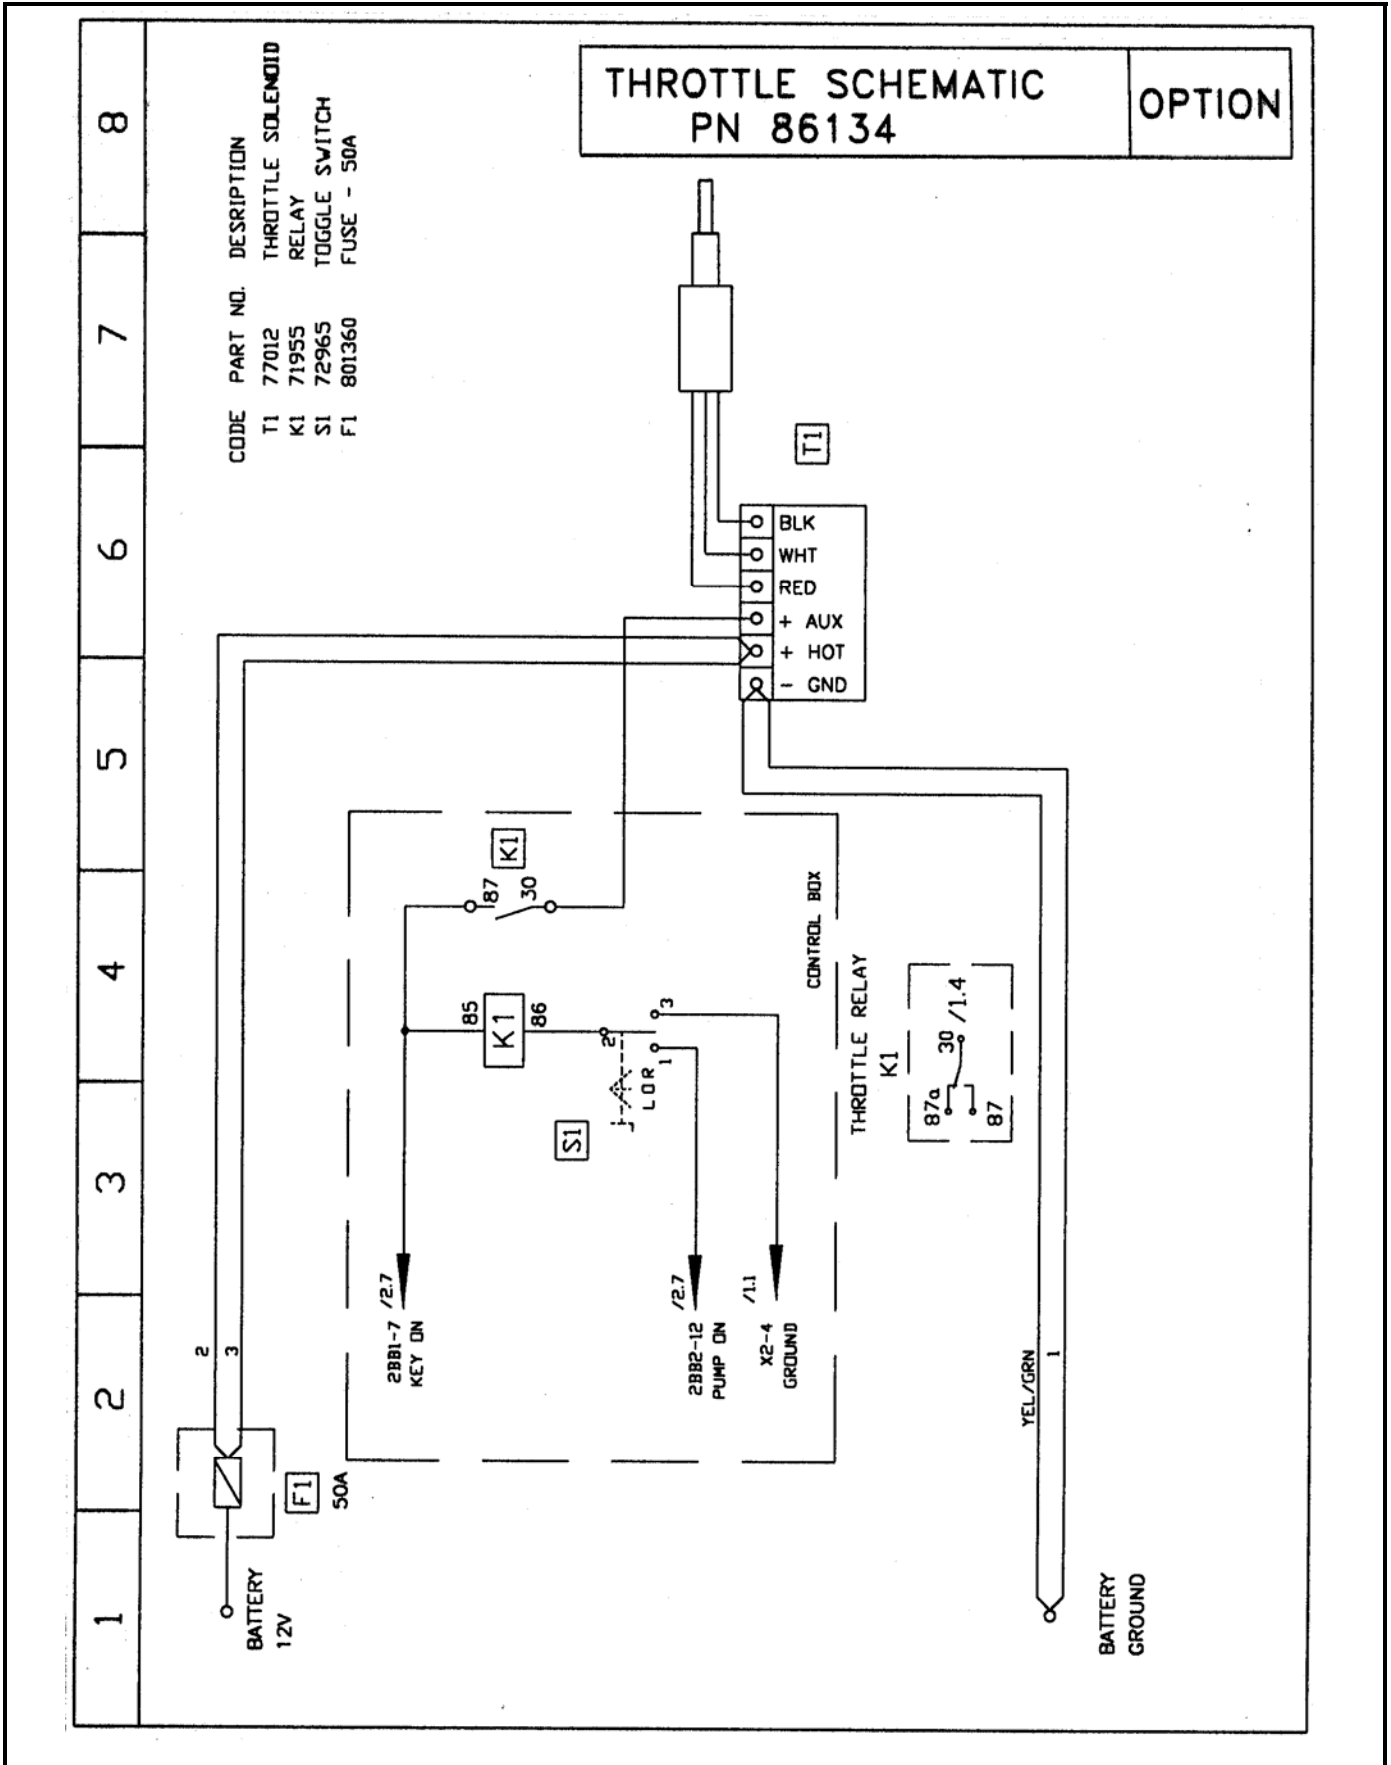 THROTTLE SCHEMATIC
PN 86134
OPTION
CODE PART NO. DESRIPTION
T1 77012 THROTTLE SOLENOID
K1 71955 RELAY
S1 72965 TOGGLE SWITCH
F1 801360 FUSE - 50A
8
7
6
5
4
3
2
1
T1
BLK
WHT
RED
+ AUX
+ HOT
- GND
K1
87
30
85
K1
86
2
3
1
L O R
S1
CONTROL BOX
THROTTLE RELAY
K1
30
/1.4
87a
87
2BB1-7 /2.7
KEY ON
2BB2-12 /2.7
PUMP ON
X2-4 /1.1
GROUND
2
3
F1
50A
BATTERY
12V
YEL/GRN
1
BATTERY
GROUND